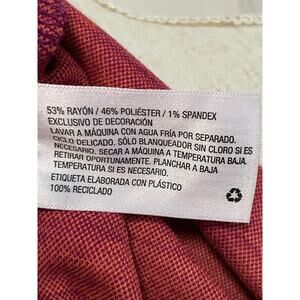 53% RAYÓN / 46% POLIÉSTER / 1% SPANDEX
EXCLUSIVO DE DECORACIÓN
LAVAR A MÁQUINA CON AGUA FRÍA POR SEPARADO.
CICLO DELICADO. SÓLO BLANQUEADOR SIN CLORO SI ES
NECESARIO. SECAR A MÁQUINA A TEMPERATURA BAJA.
RETIRAR OPORTUNAMENTE. PLANCHAR A BAJA
TEMPERATURA SI ES NECESARIO.
ETIQUETA ELABORADA CON PLÁSTICO
100% RECICLADO